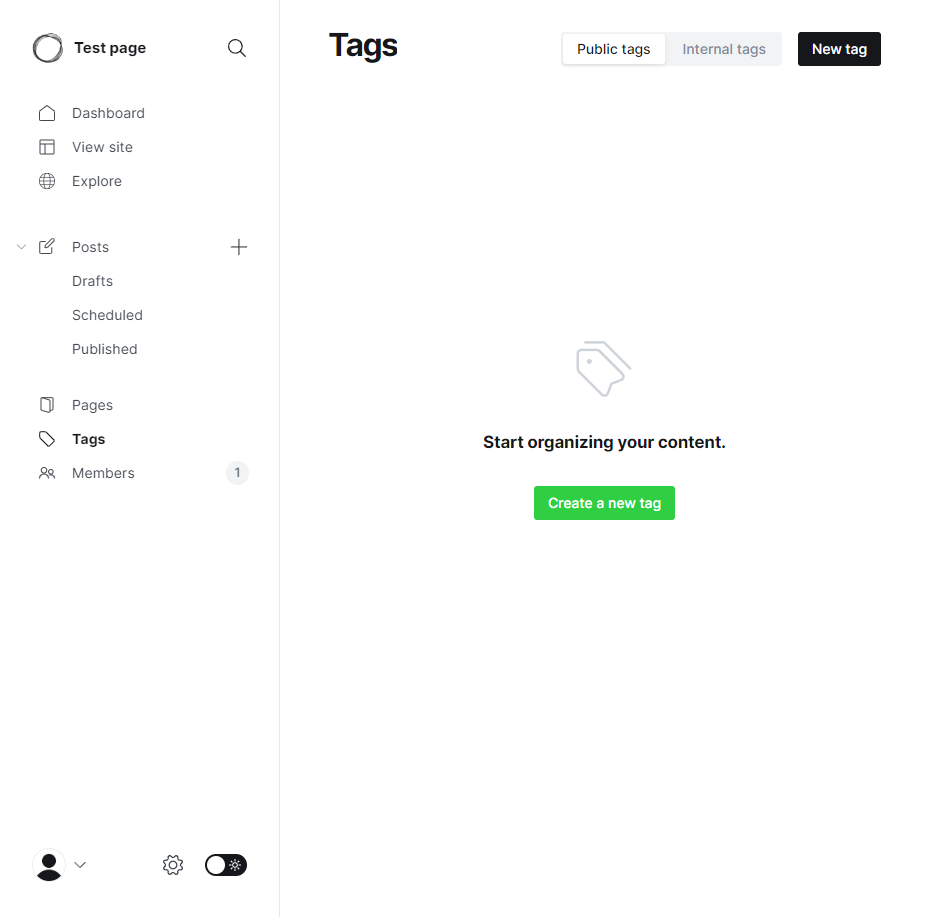 Test page
Dashboard
View site
Explore
Posts
Drafts
Scheduled
Published
Pages
Tags
Members
1
Tags
Public tags
Internal tags
New tag
Start organizing your content.
Create a new tag